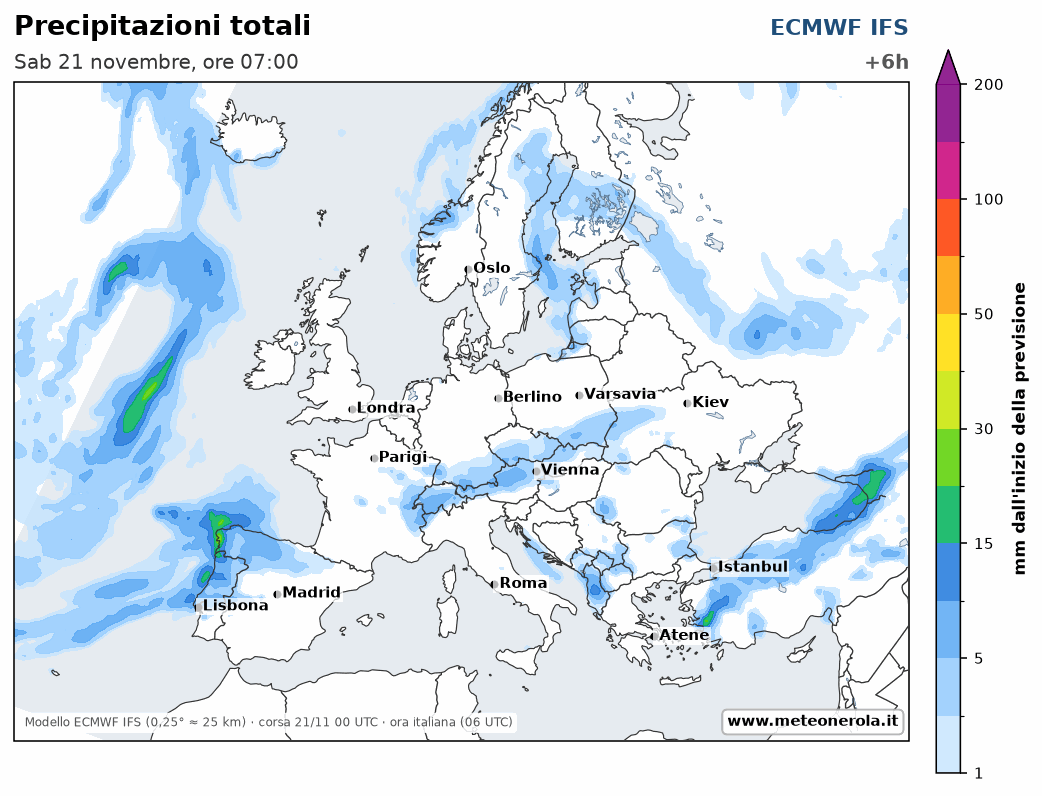 Precipitazioni totali
ECMWF IFS
Sab 21 novembre, ore 07:00
+6h
200
100
50
30
15
5
1
mm dall'inizio della previsione
Oslo
Londra
Berlino
Varsavia
Kiev
Parigi
Vienna
Istanbul
Roma
Madrid
Lisbona
Atene
Modello ECMWF IFS (0,25° ≈ 25 km) · corsa 21/11 00 UTC · ora italiana (06 UTC)
www.meteonerola.it